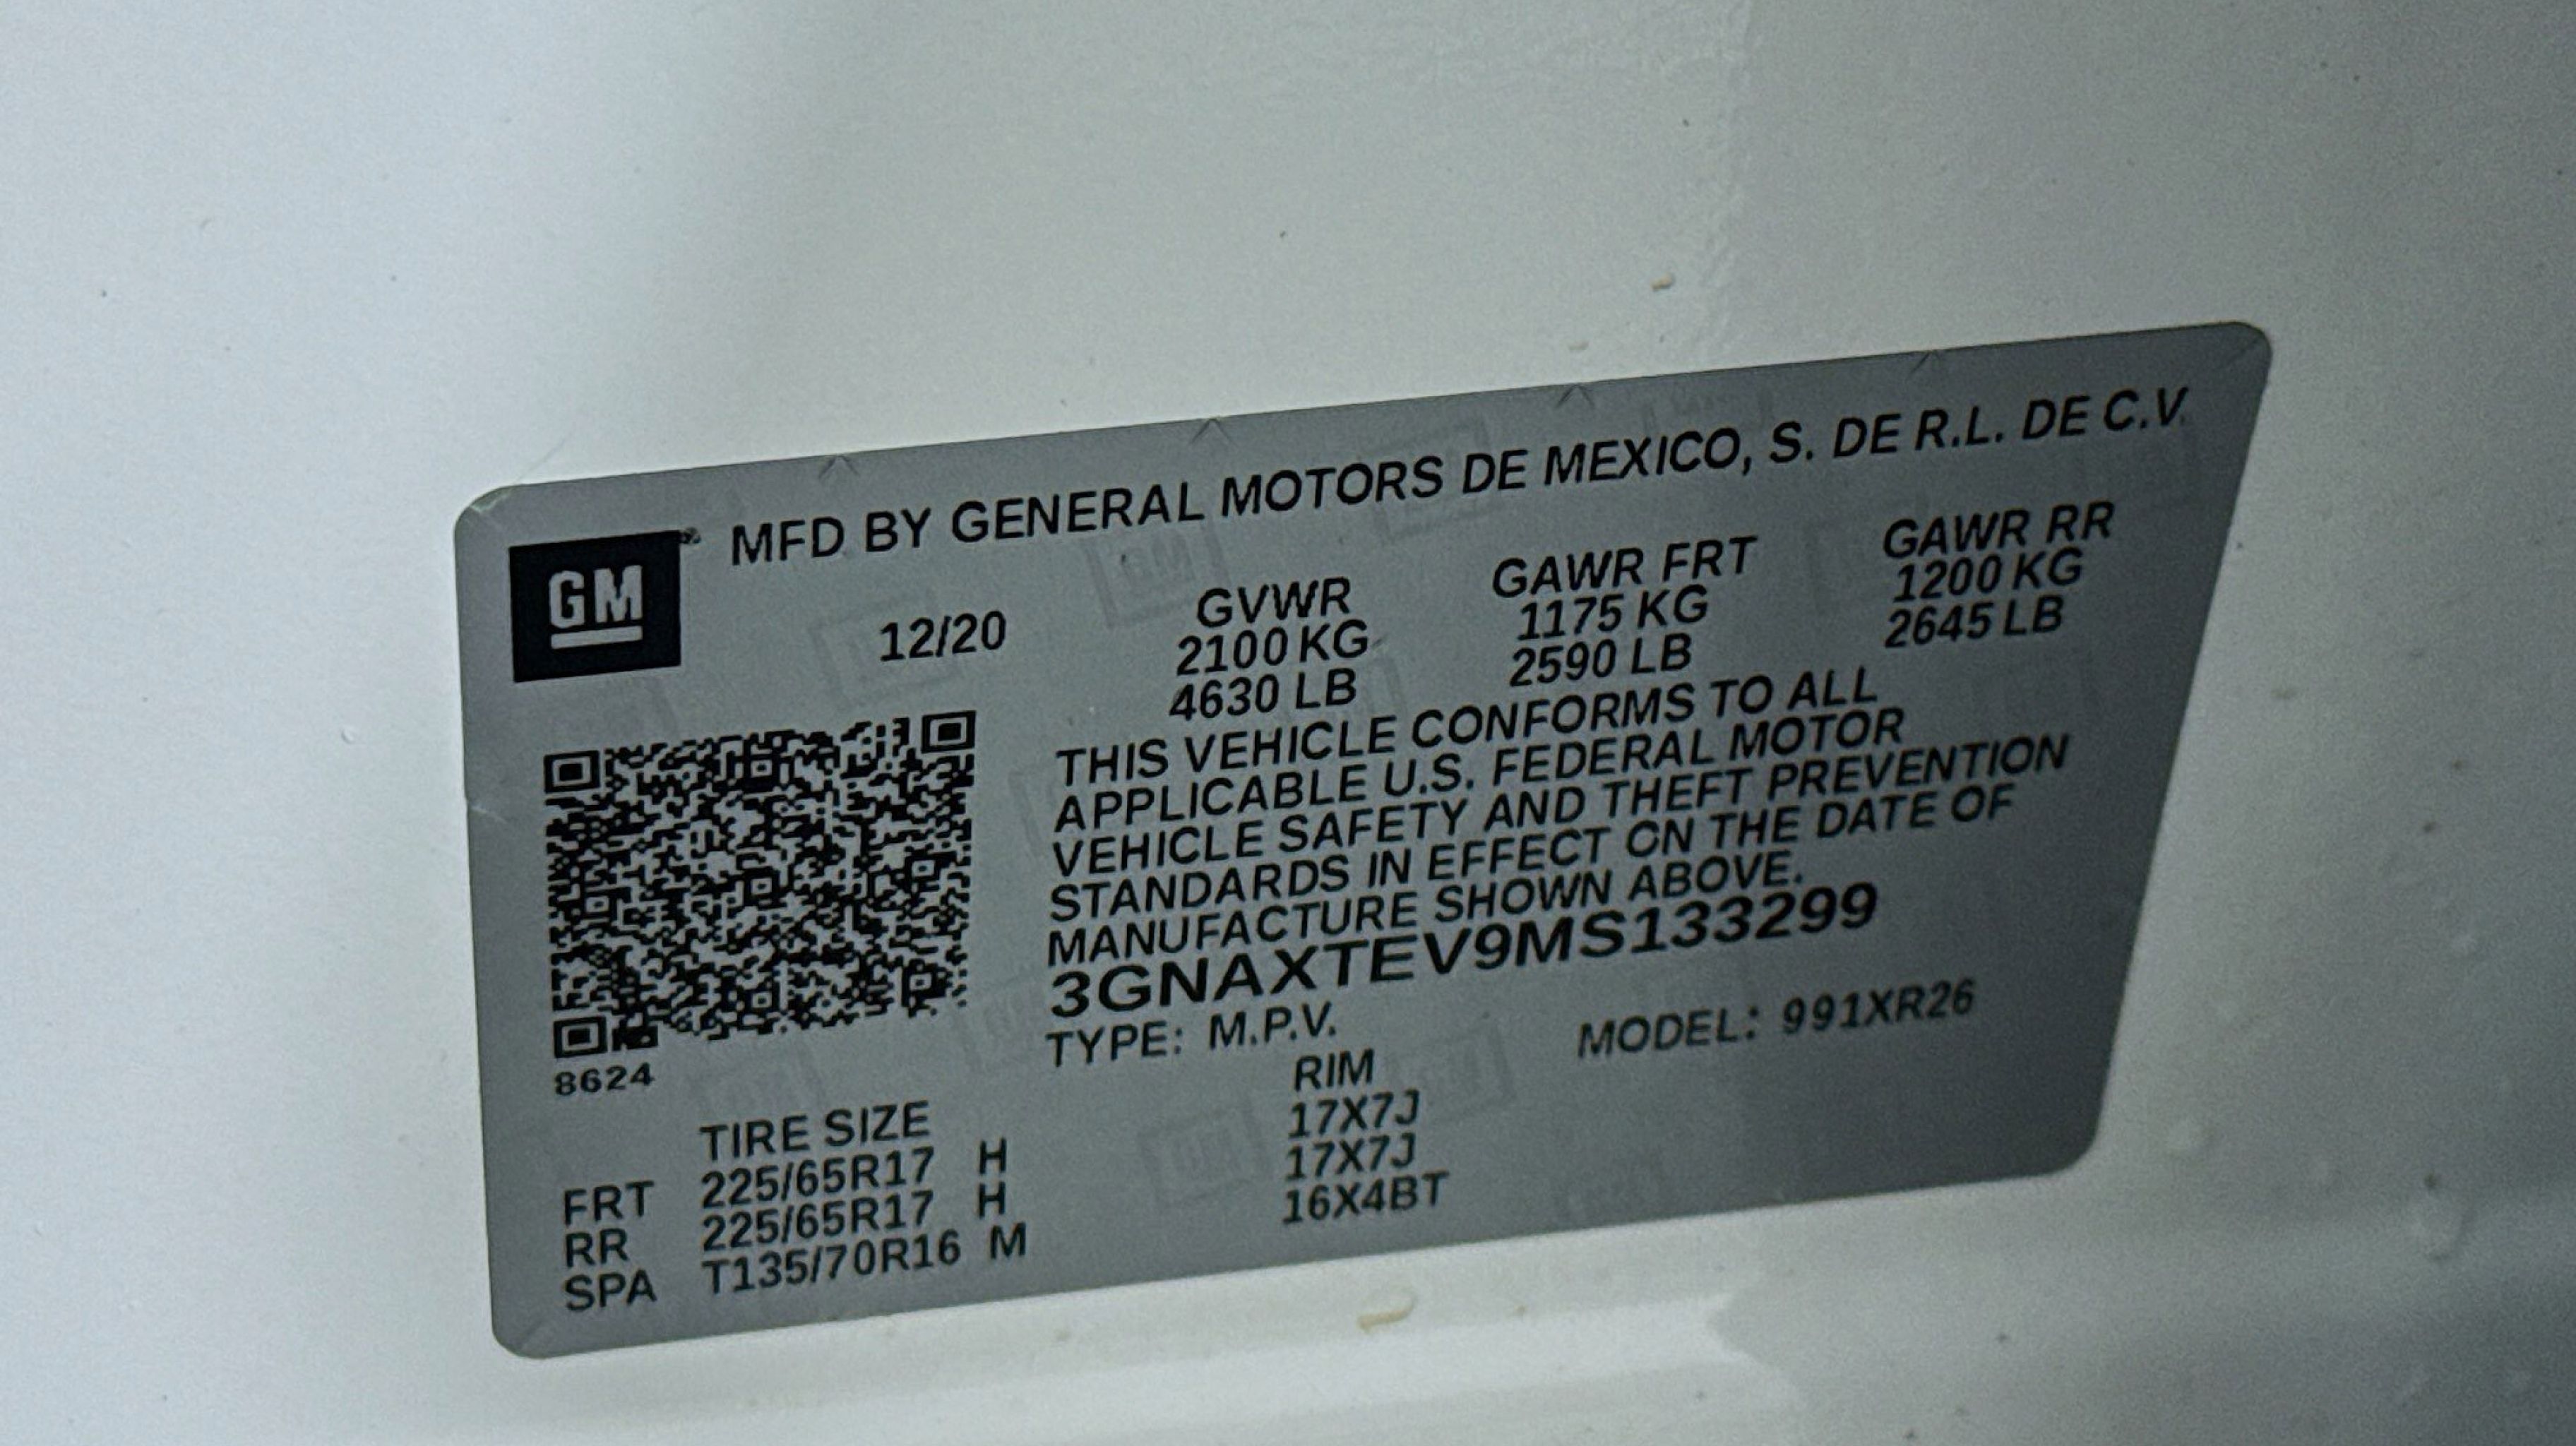 GM
MFD BY GENERAL MOTORS DE MEXICO, S. DE R.L. DE C.V.
12/20
GVWR
2100 KG
4630 LB
GAWR FRT
1175 KG
2590 LB
GAWR RR
1200 KG
2645 LB
THIS VEHICLE CONFORMS TO ALL
APPLICABLE U.S. FEDERAL MOTOR
VEHICLE SAFETY AND THEFT PREVENTION
STANDARDS IN EFFECT ON THE DATE OF
MANUFACTURE SHOWN ABOVE.
3GNAXTEV9MS133299
TYPE: M.P.V. MODEL: 991XR26
8624
TIRE SIZE RIM
FRT 225/65R17 H 17X7J
RR 225/65R17 H 17X7J
SPA T135/70R16 M 16X4BT